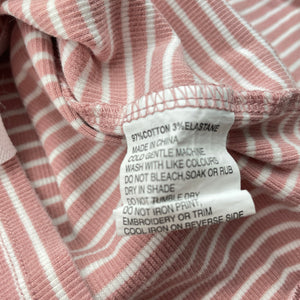 97%COTTON 3%ELASTANE
MADE IN CHINA
COLD GENTLE MACHINE
WASH WITH LIKE COLOURS
DO NOT BLEACH,SOAK OR RUB
DRY IN SHADE
DO NOT TUMBLE DRY
DO NOT IRON PRINT,
EMBROIDERY OR TRIM
COOL IRON ON REVERSE SIDE